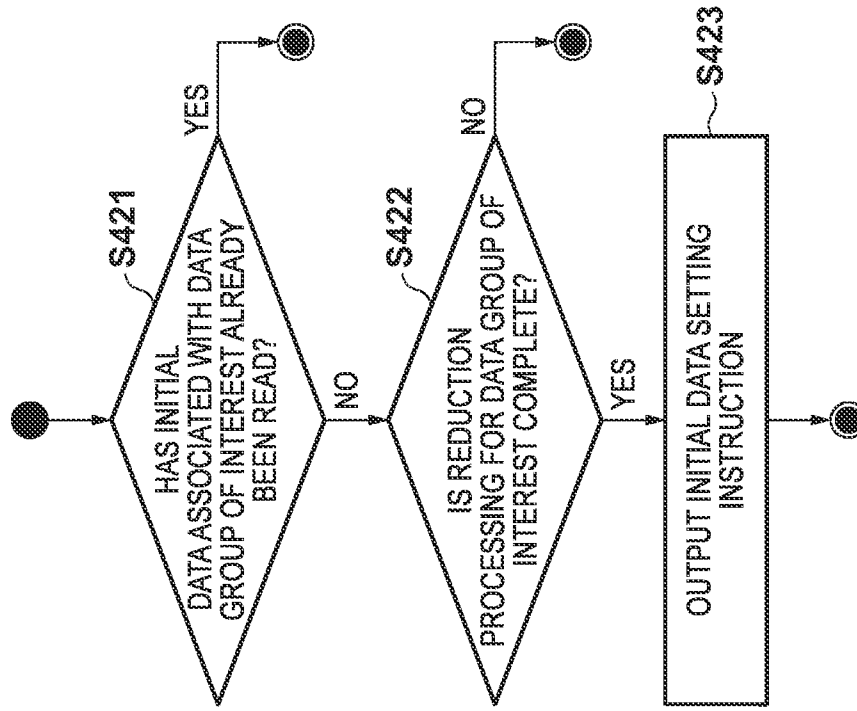 S421
HAS INITIAL
DATA ASSOCIATED WITH DATA
GROUP OF INTEREST ALREADY
BEEN READ?
YES
NO
S422
IS REDUCTION
PROCESSING FOR DATA GROUP OF
INTEREST COMPLETE?
NO
YES
S423
OUTPUT INITIAL DATA SETTING
INSTRUCTION